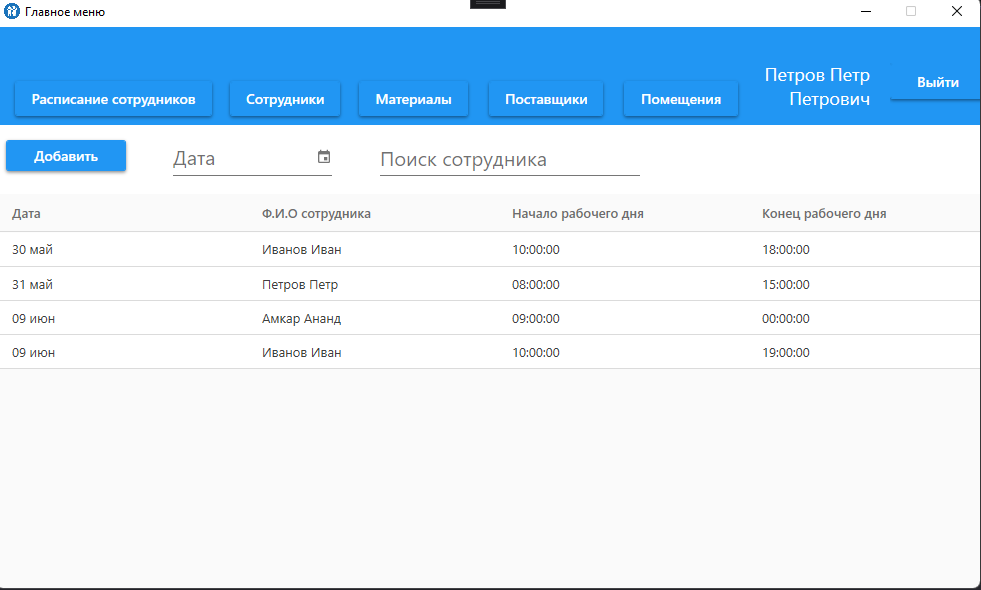 Главное меню
Петров Петр
Петрович
Выйти
Расписание сотрудников Сотрудники Материалы Поставщики Помещения
Добавить Дата Поиск сотрудника
Дата Ф.И.О сотрудника Начало рабочего дня Конец рабочего дня
30 май Иванов Иван 10:00:00 18:00:00
31 май Петров Петр 08:00:00 15:00:00
09 июн Амкар Ананд 09:00:00 00:00:00
09 июн Иванов Иван 10:00:00 19:00:00